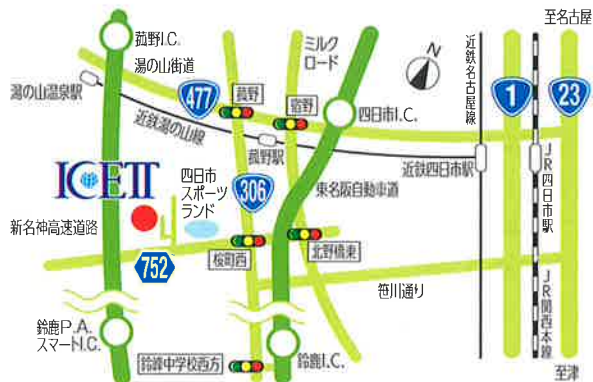 菰野I.C.
湯の山街道
湯の山温泉駅
477
菰野
宿野
ミルク
ロード
N
四日市I.C.
近鉄名古屋線
1
至名古屋
23
近鉄湯の山線
菰野駅
近鉄四日市駅
JR四日市駅
ICETT
四日市
スポーツ
ランド
306
東名阪自動車道
新名神高速道路
752
桜町西
北野橋東
笹川通り
JR関西本線
鈴鹿P.A.
スマートI.C.
鈴峰中学校西方
鈴鹿I.C.
至津